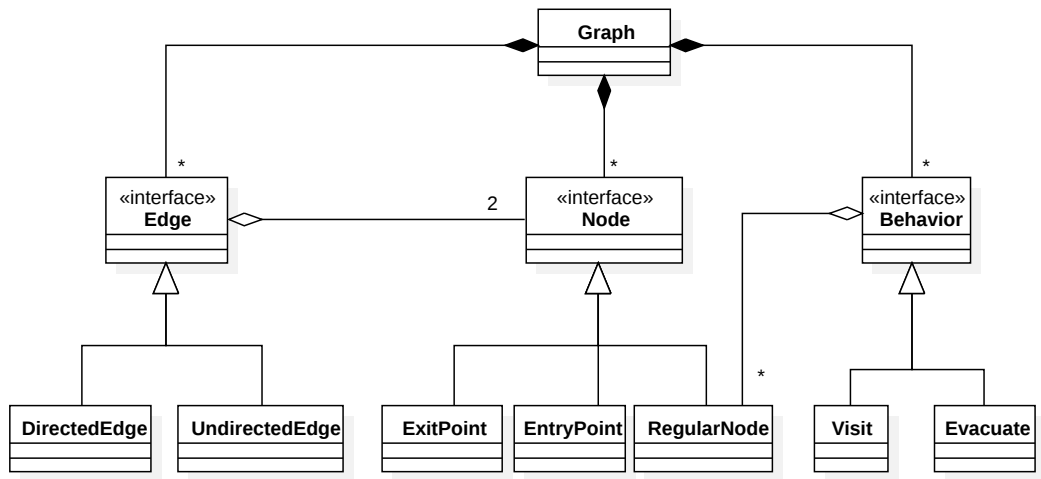 Graph
*
*
*
«interface»
Edge
2
«interface»
Node
«interface»
Behavior
*
DirectedEdge
UndirectedEdge
ExitPoint
EntryPoint
RegularNode
Visit
Evacuate